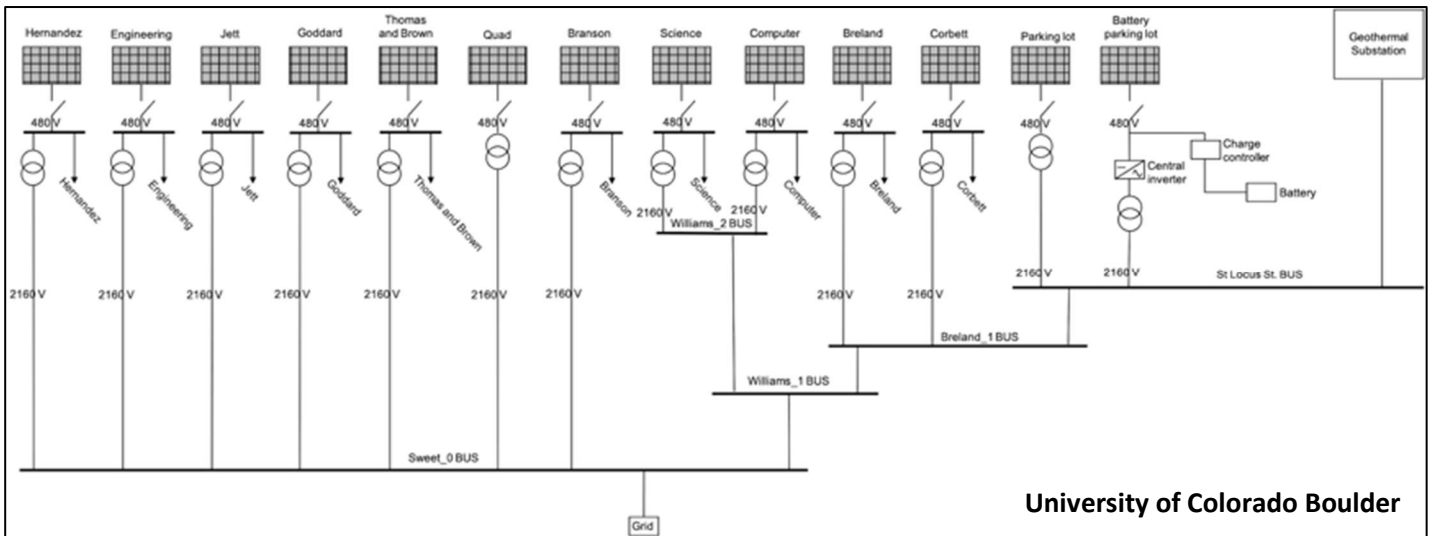 Hernandez
Engineering
Jett
Goddard
Thomas
and Brown
Quad
Branson
Science
Computer
Breland
Corbett
Parking lot
Battery
parking lot
Geothermal
Substation
480 V
480 V
480 V
480 V
480 V
480 V
480 V
480 V
480 V
480 V
480 V
480 V
480 V
Charge
controller
Central
inverter
Battery
Hernandez
Engineering
Jett
Goddard
Thomas and Brown
Branson
Science
Computer
Breland
Corbett
2160 V
2160 V
Williams_2 BUS
2160 V
2160 V
St Locus St. BUS
2160 V
2160 V
2160 V
2160 V
2160 V
2160 V
2160 V
2160 V
2160 V
Breland_1 BUS
Williams_1 BUS
Sweet_0 BUS
Grid
University of Colorado Boulder